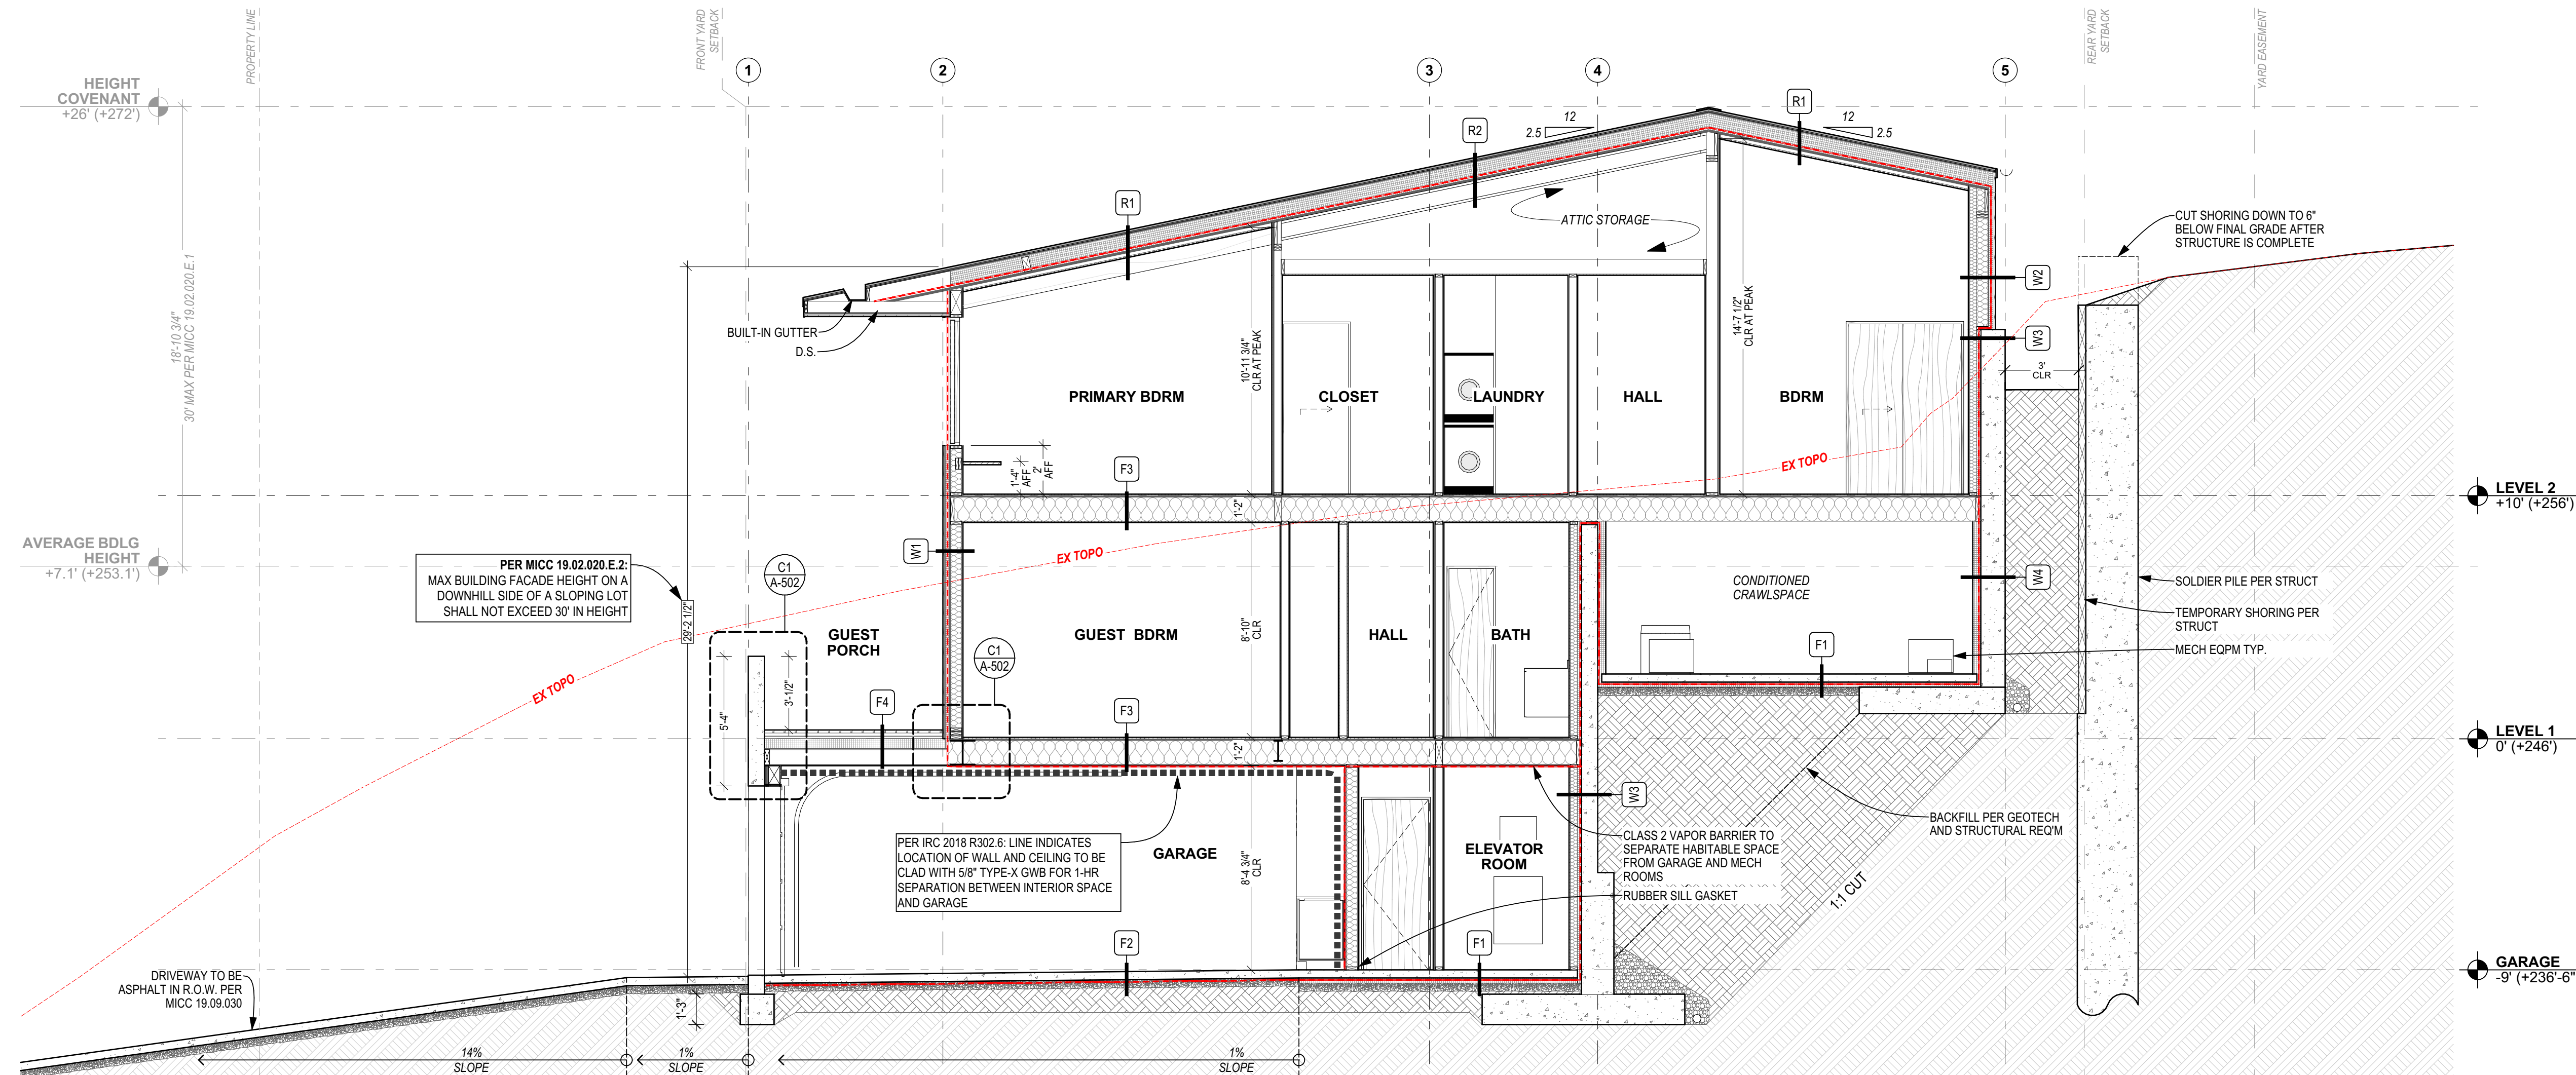 PROPERTY LINE
FRONT YARD
SETBACK
REAR YARD
SETBACK
YARD EASEMENT
1
2
3
4
5
HEIGHT
COVENANT
+26' (+272')
18'-10 3/4"
30' MAX PER MICC 19.02.020.E.1
AVERAGE BDLG
HEIGHT
+7.1' (+253.1')
R1
R2
R1
12
2.5
12
2.5
ATTIC STORAGE
BUILT-IN GUTTER
D.S.
10'-11 3/4"
CLR AT PEAK
14'-7 1/2"
CLR AT PEAK
PRIMARY BDRM
CLOSET
LAUNDRY
HALL
BDRM
1'-4"
AFF
2'
AFF
F3
1'-2"
EX TOPO
W2
W3
3'
CLR
CUT SHORING DOWN TO 6"
BELOW FINAL GRADE AFTER
STRUCTURE IS COMPLETE
LEVEL 2
+10' (+256')
PER MICC 19.02.020.E.2:
MAX BUILDING FACADE HEIGHT ON A
DOWNHILL SIDE OF A SLOPING LOT
SHALL NOT EXCEED 30' IN HEIGHT
29'-2 1/2"
C1
A-502
W1
EX TOPO
GUEST
PORCH
GUEST BDRM
8'-10"
CLR
HALL
BATH
CONDITIONED
CRAWLSPACE
W4
SOLDIER PILE PER STRUCT
TEMPORARY SHORING PER
STRUCT
MECH EQPM TYP.
F1
C1
A-502
EX TOPO
5'-4"
3'-1/2"
F4
F3
1'-2"
LEVEL 1
0' (+246')
W3
PER IRC 2018 R302.6: LINE INDICATES
LOCATION OF WALL AND CEILING TO BE
CLAD WITH 5/8" TYPE-X GWB FOR 1-HR
SEPARATION BETWEEN INTERIOR SPACE
AND GARAGE
GARAGE
8'-4 3/4"
CLR
ELEVATOR
ROOM
CLASS 2 VAPOR BARRIER TO
SEPARATE HABITABLE SPACE
FROM GARAGE AND MECH
ROOMS
RUBBER SILL GASKET
BACKFILL PER GEOTECH
AND STRUCTURAL REQ'M
1:1 CUT
F2
F1
GARAGE
-9' (+236'-6"
DRIVEWAY TO BE
ASPHALT IN R.O.W. PER
MICC 19.09.030
1'-3"
14%
SLOPE
1%
SLOPE
1%
SLOPE